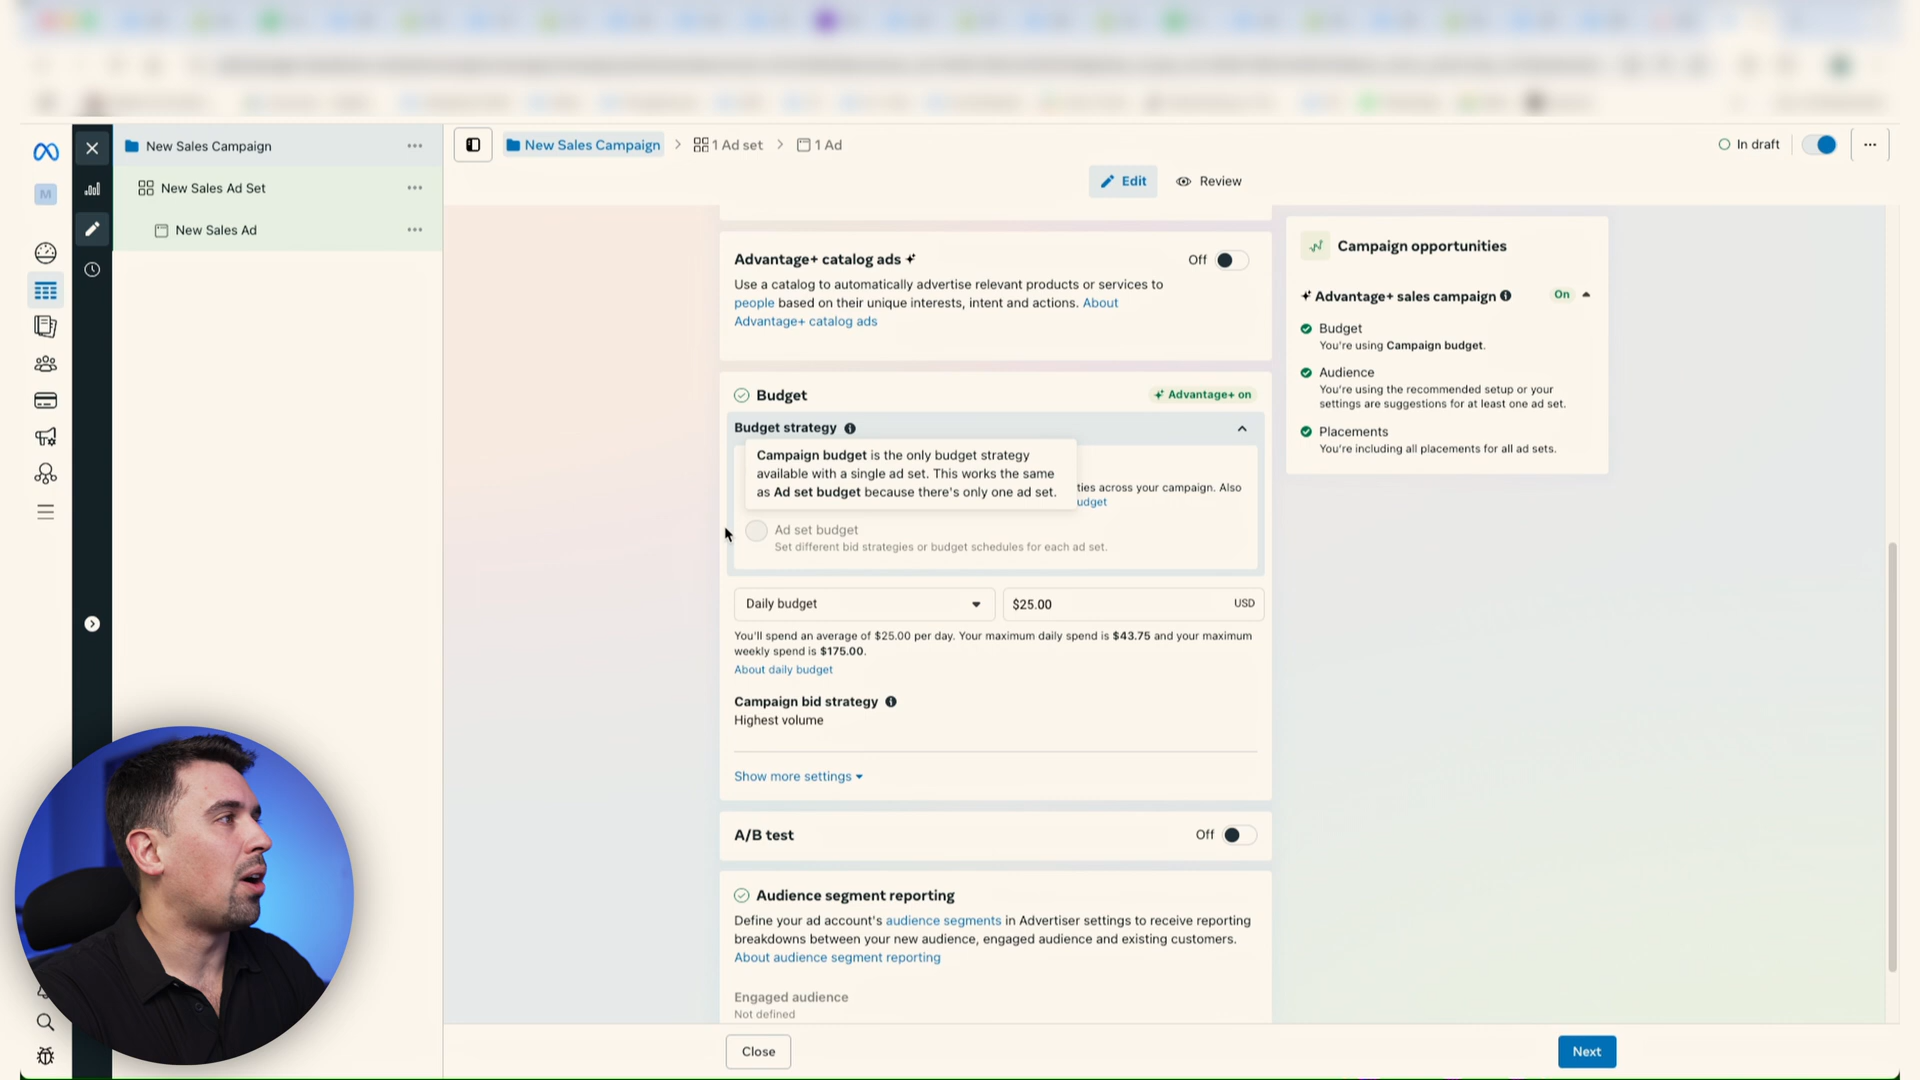 New Sales Campaign
New Sales Ad Set
New Sales Ad
M
New Sales Campaign
1 Ad set
1 Ad
In draft
Edit
Review
Advantage+ catalog ads
Off
Use a catalog to automatically advertise relevant products or services to
people based on their unique interests, intent and actions. About
Advantage+ catalog ads
Budget
Advantage+ on
Budget strategy
Campaign budget is the only budget strategy
available with a single ad set. This works the same
as Ad set budget because there's only one ad set.
ties across your campaign. Also
udget
Ad set budget
Set different bid strategies or budget schedules for each ad set.
Daily budget
$25.00
USD
You'll spend an average of $25.00 per day. Your maximum daily spend is $43.75 and your maximum
weekly spend is $175.00.
About daily budget
Campaign bid strategy
Highest volume
Show more settings
A/B test
Off
Audience segment reporting
Define your ad account's audience segments in Advertiser settings to receive reporting
breakdowns between your new audience, engaged audience and existing customers.
About audience segment reporting
Engaged audience
Not defined
Close
Next
Campaign opportunities
Advantage+ sales campaign
On
Budget
You're using Campaign budget.
Audience
You're using the recommended setup or your
settings are suggestions for at least one ad set.
Placements
You're including all placements for all ad sets.